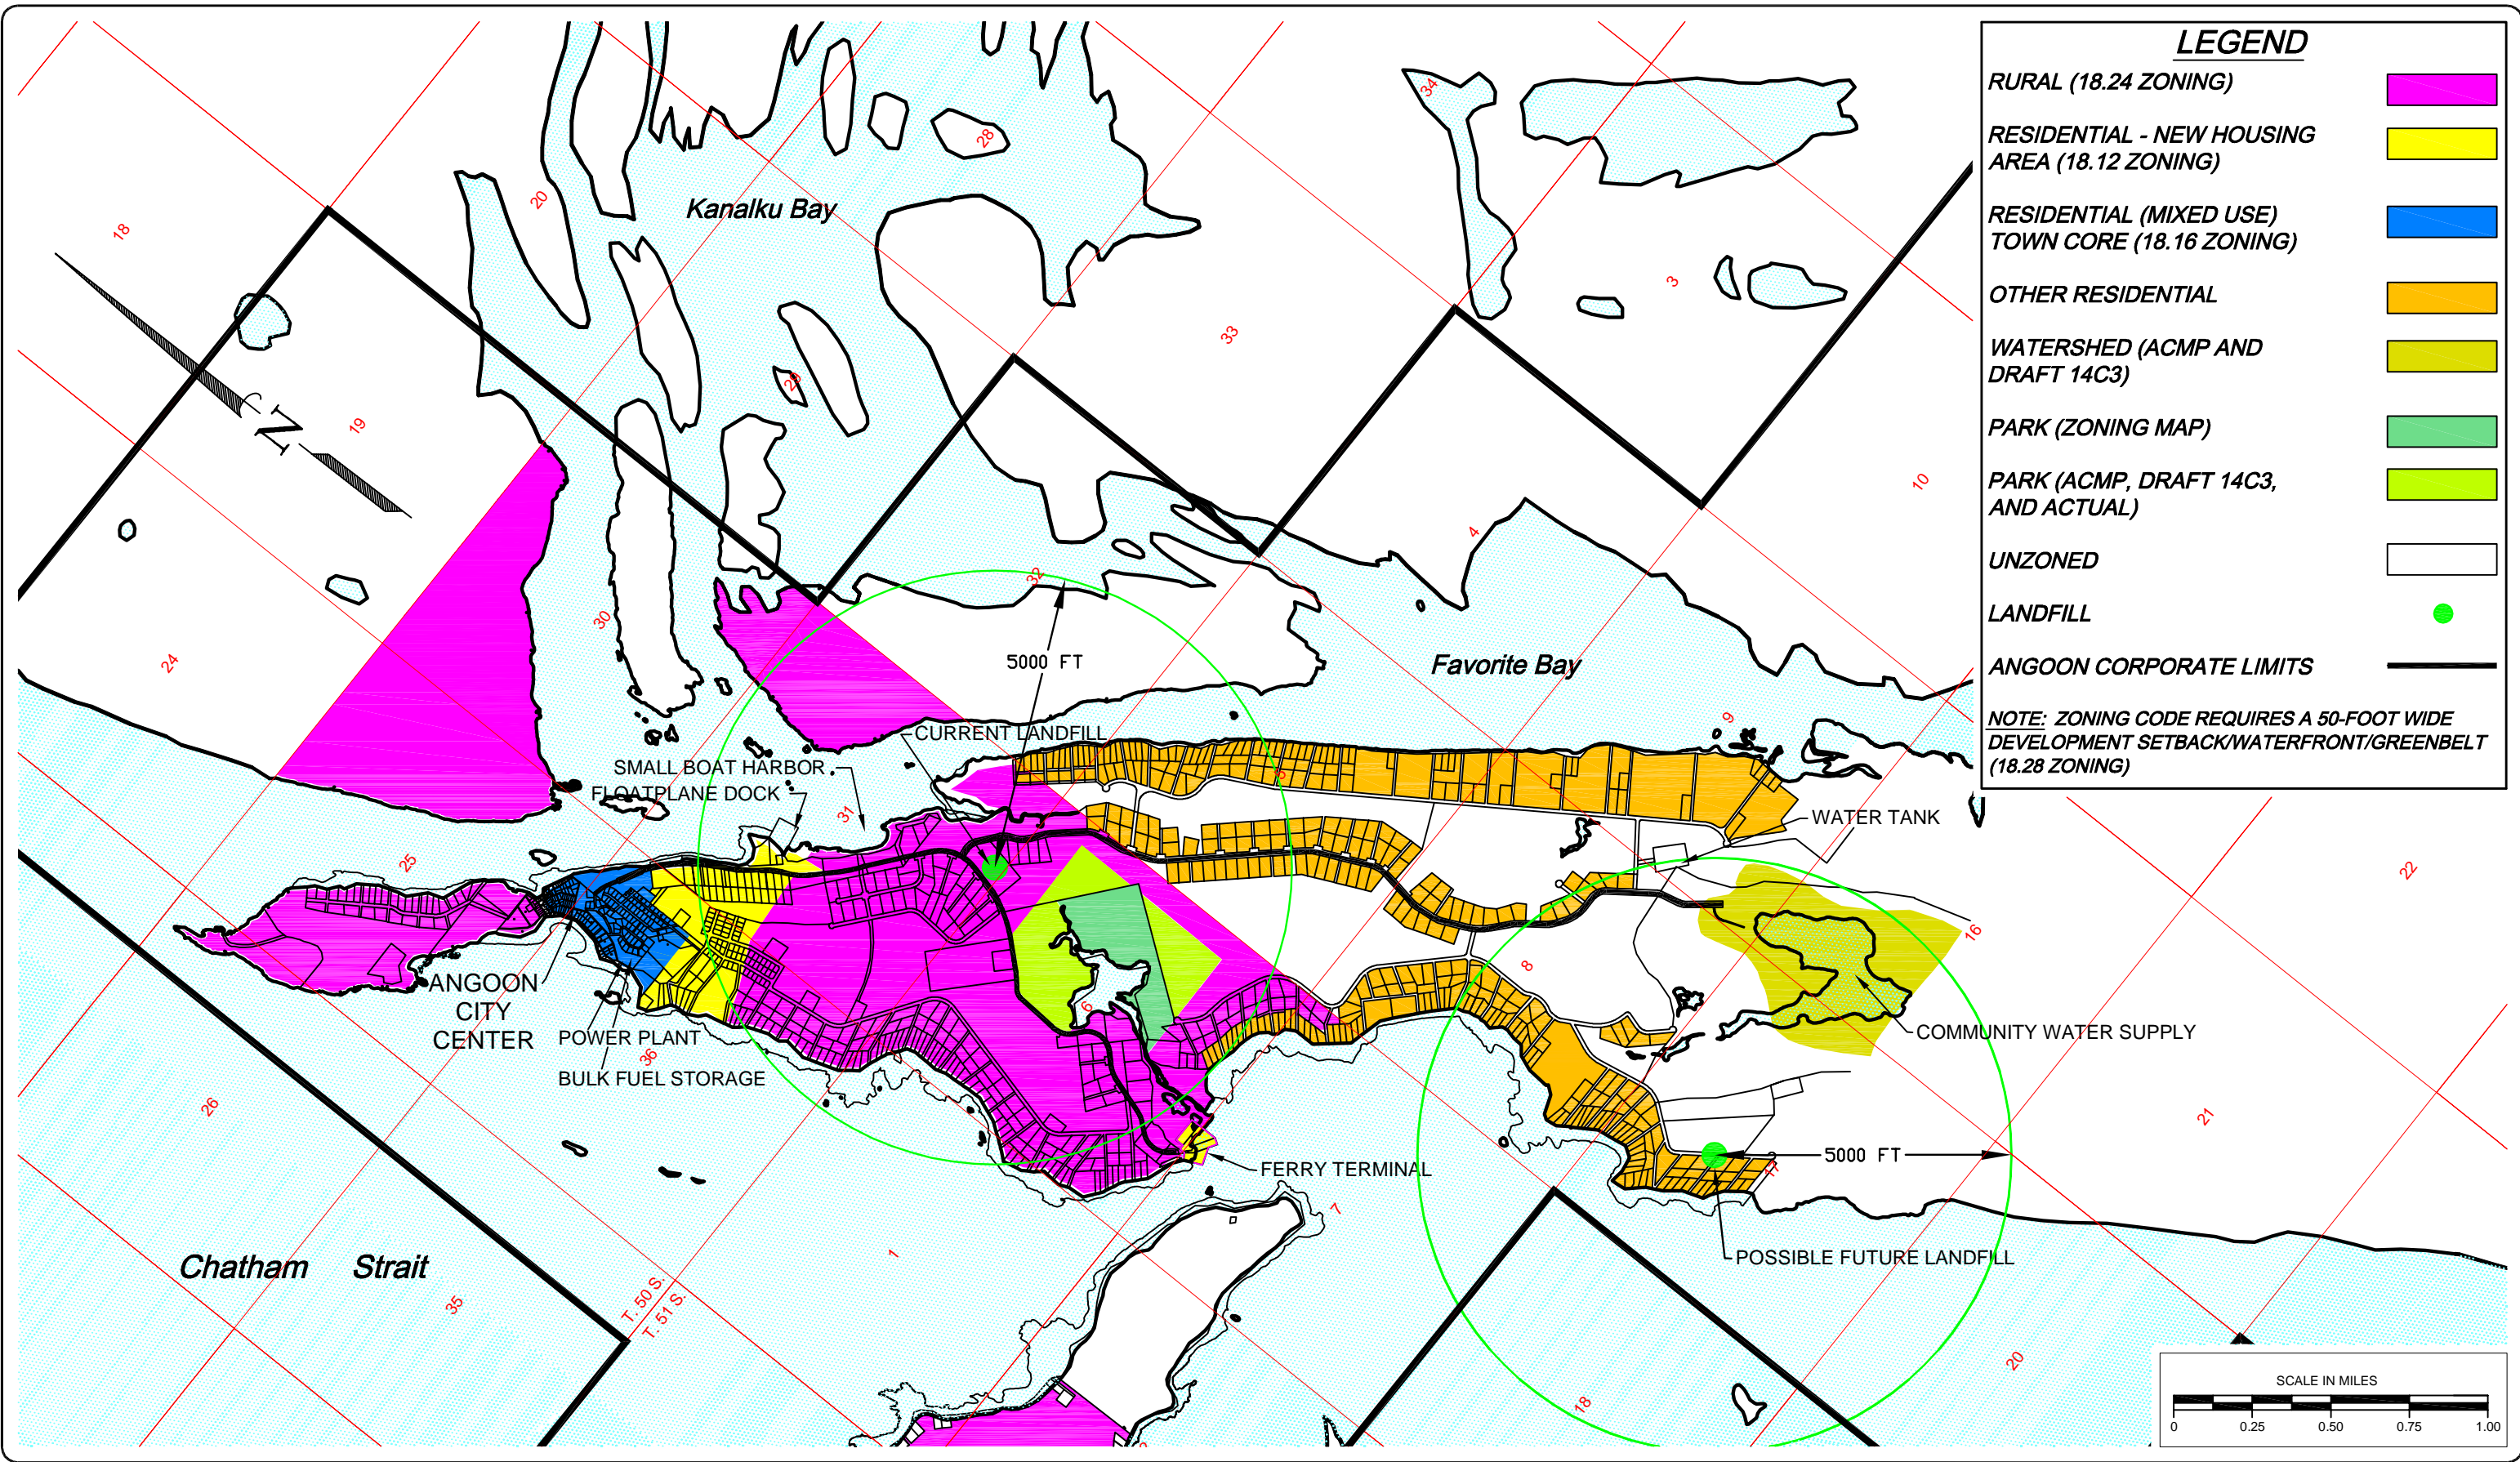 LEGEND
RURAL (18.24 ZONING)
RESIDENTIAL - NEW HOUSING
AREA (18.12 ZONING)
RESIDENTIAL (MIXED USE)
TOWN CORE (18.16 ZONING)
OTHER RESIDENTIAL
WATERSHED (ACMP AND
DRAFT 14C3)
PARK (ZONING MAP)
PARK (ACMP, DRAFT 14C3,
AND ACTUAL)
UNZONED
LANDFILL
ANGOON CORPORATE LIMITS
NOTE: ZONING CODE REQUIRES A 50-FOOT WIDE
DEVELOPMENT SETBACK/WATERFRONT/GREENBELT
(18.28 ZONING)
34
28
20
Kanalku Bay
18
3
33
29
N
19
10
4
32
30
24
5000 FT
Favorite Bay
9
CURRENT LANDFILL
SMALL BOAT HARBOR
FLOATPLANE DOCK
31
5
WATER TANK
25
22
16
8
ANGOON
CITY
CENTER
6
COMMUNITY WATER SUPPLY
POWER PLANT
36
BULK FUEL STORAGE
26
21
5000 FT
17
FERRY TERMINAL
7
1
POSSIBLE FUTURE LANDFILL
Chatham Strait
T. 50 S.
T. 51 S.
35
20
18
SCALE IN MILES
0 0.25 0.50 0.75 1.00